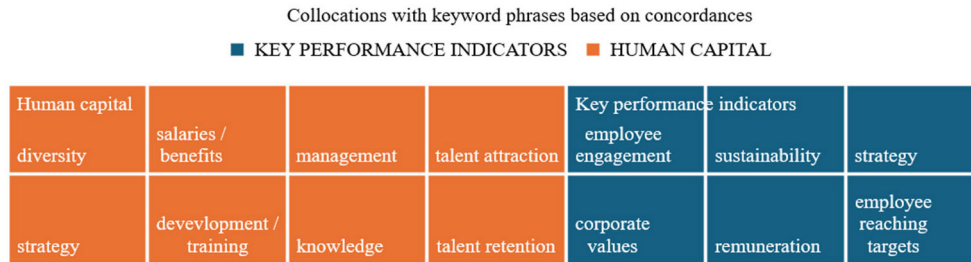 Collocations with keyword phrases based on concordances
KEY PERFORMANCE INDICATORS
HUMAN CAPITAL
Human capital
diversity
salaries /
benefits
management
talent attraction
Key performance indicators
employee
engagement
sustainability
strategy
strategy
devevlopment /
training
knowledge
talent retention
corporate
values
remuneration
employee
reaching
targets